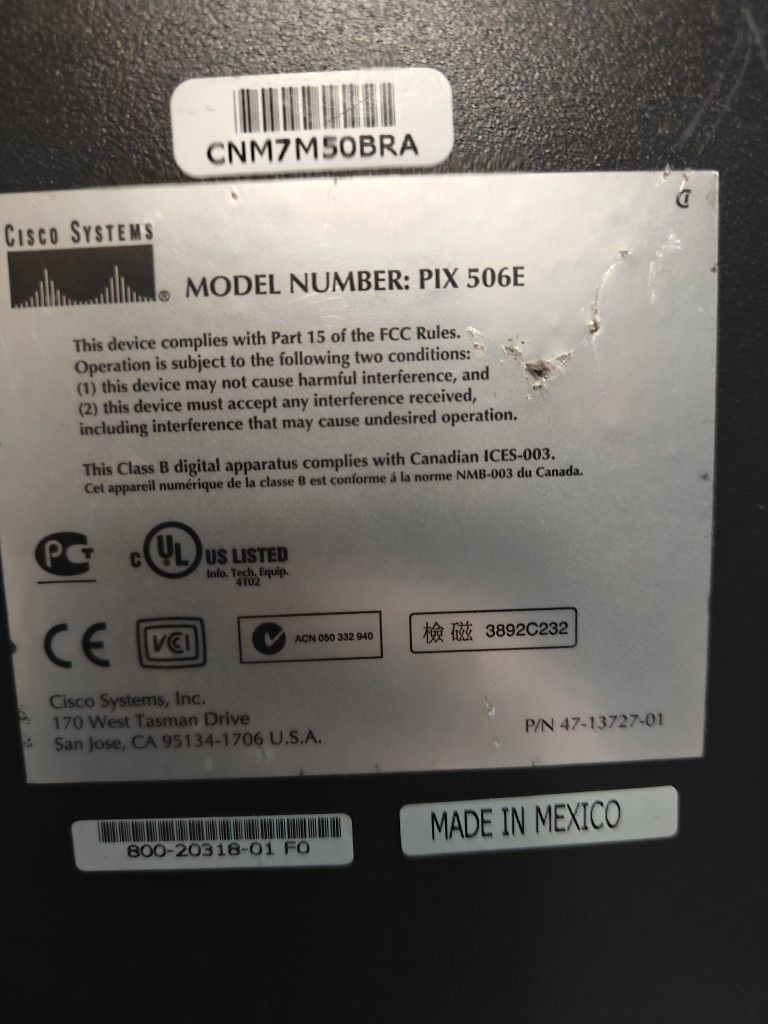 CNM7M50BRA
CISCO SYSTEMS
®
MODEL NUMBER: PIX 506E
This device complies with Part 15 of the FCC Rules.
Operation is subject to the following two conditions:
(1) this device may not cause harmful interference, and
(2) this device must accept any interference received,
including interference that may cause undesired operation.
This Class B digital apparatus complies with Canadian ICES-003.
Cet appareil numérique de la classe B est conforme á la norme NMB-003 du Canada.
PCT
C UL US LISTED
Info. Tech. Equip.
4T02
CE
VCI
ACN 050 332 940
檢磁 3892C232
Cisco Systems, Inc.
170 West Tasman Drive
San Jose, CA 95134-1706 U.S.A.
P/N 47-13727-01
800-20318-01 F0
MADE IN MEXICO